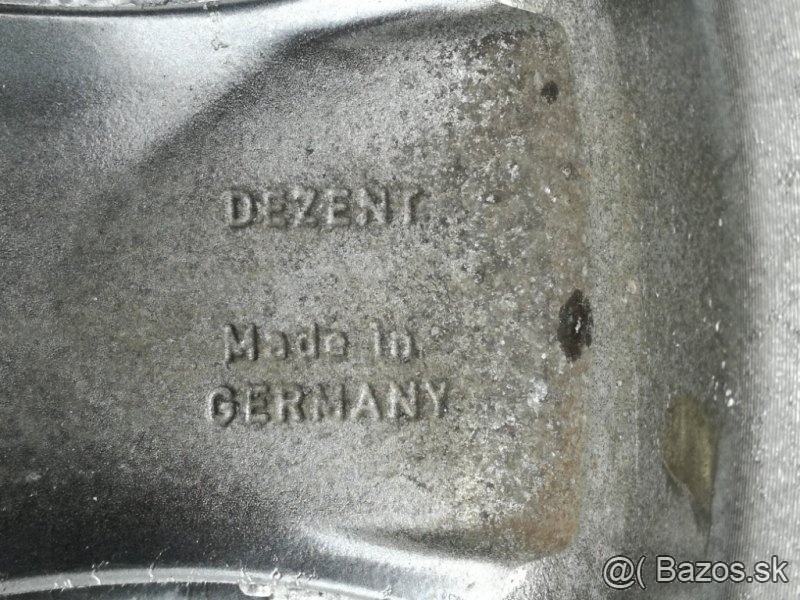 DEZENT
Made in
GERMANY
@( Bazos.sk